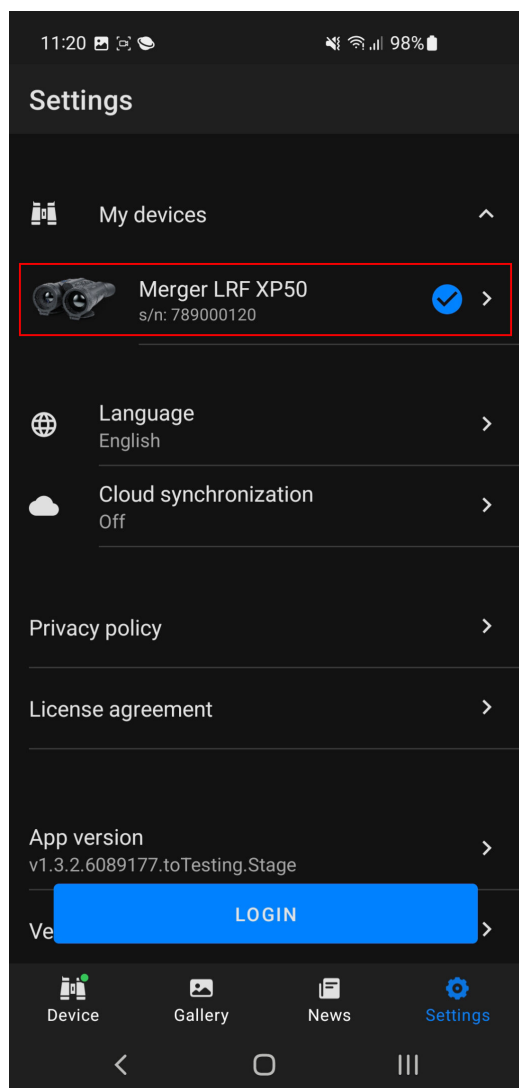 11:20 98%
Settings
My devices
Merger LRF XP50
s/n: 789000120
Language
English
Cloud synchronization
Off
Privacy policy
License agreement
App version
v1.3.2.6089177.toTesting.Stage
LOGIN
Ve
Device Gallery News Settings